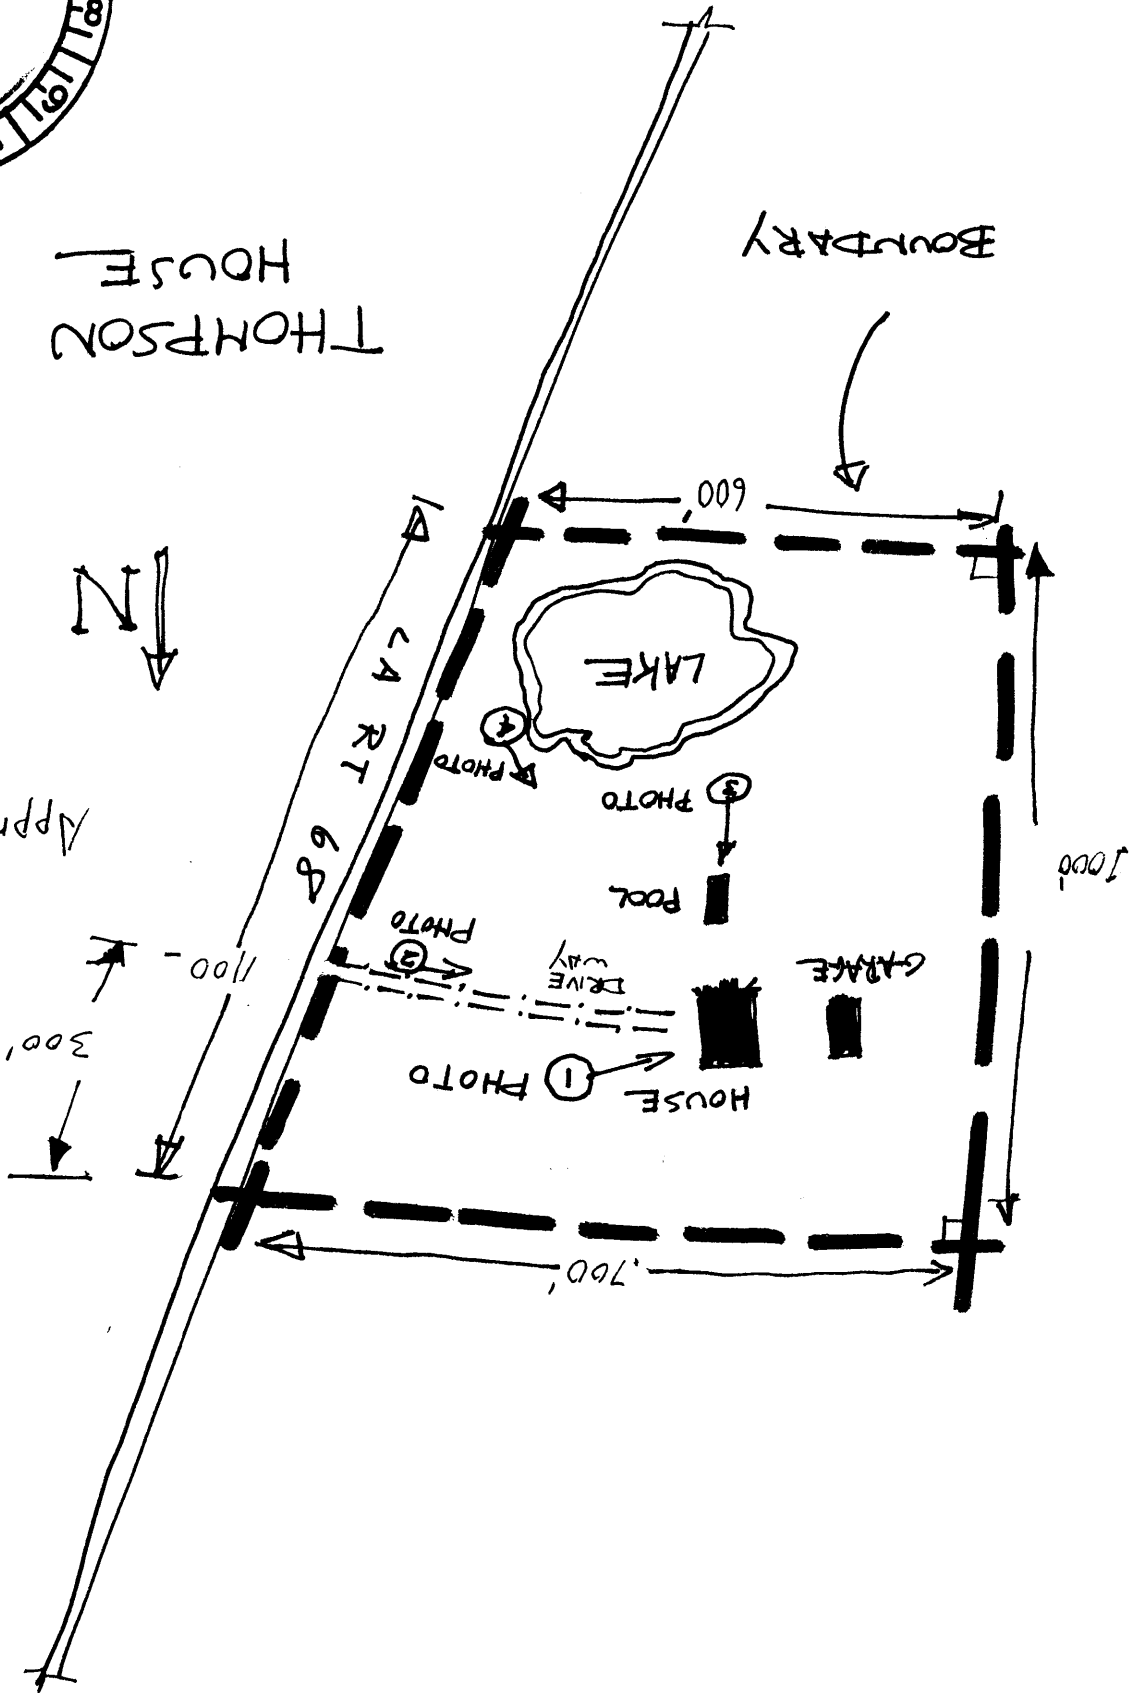 .700'
HOUSE
1 PHOTO
300'
GARAGE
DRIVE
WAY
2
PHOTO
1100 -
POOL
1000'
LA RT 68
Appr
3 PHOTO
4
PHOTO
LAKE
N
600'
THOMPSON
HOUSE
BOUNDARY